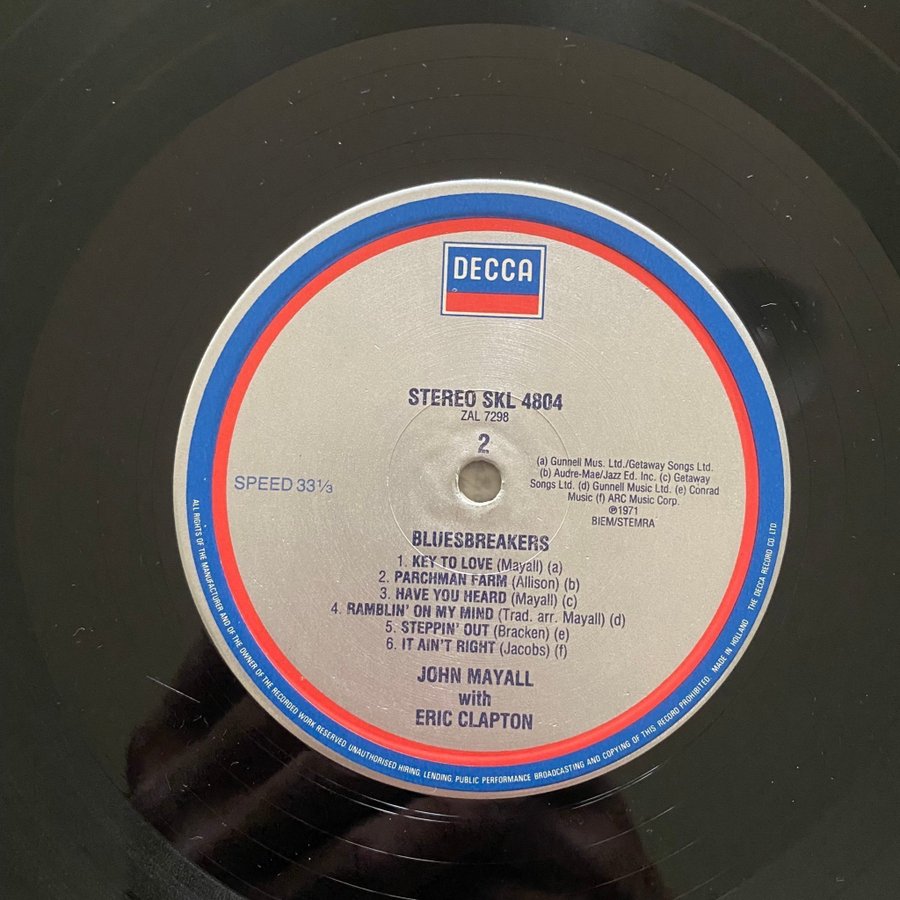 DECCA
STEREO SKL 4804
ZAL 7298
2
SPEED 33⅓
(a) Gunnell Mus. Ltd./Getaway Songs Ltd.
(b) Audre-Mae/Jazz Ed. Inc. (c) Getaway
Songs Ltd. (d) Gunnell Music Ltd. (e) Conrad
Music (f) ARC Music Corp.
℗1971
BIEM/STEMRA
BLUESBREAKERS
1. KEY TO LOVE (Mayall) (a)
2. PARCHMAN FARM (Allison) (b)
3. HAVE YOU HEARD (Mayall) (c)
4. RAMBLIN' ON MY MIND (Trad. arr. Mayall) (d)
5. STEPPIN' OUT (Bracken) (e)
6. IT AIN'T RIGHT (Jacobs) (f)
JOHN MAYALL
with
ERIC CLAPTON
ALL RIGHTS OF THE MANUFACTURER AND OF THE OWNER OF THE RECORDED WORK RESERVED. UNAUTHORISED HIRING, LENDING, PUBLIC PERFORMANCE BROADCASTING AND COPYING OF THIS RECORD PROHIBITED. MADE IN HOLLAND THE DECCA RECORD CO. LTD.